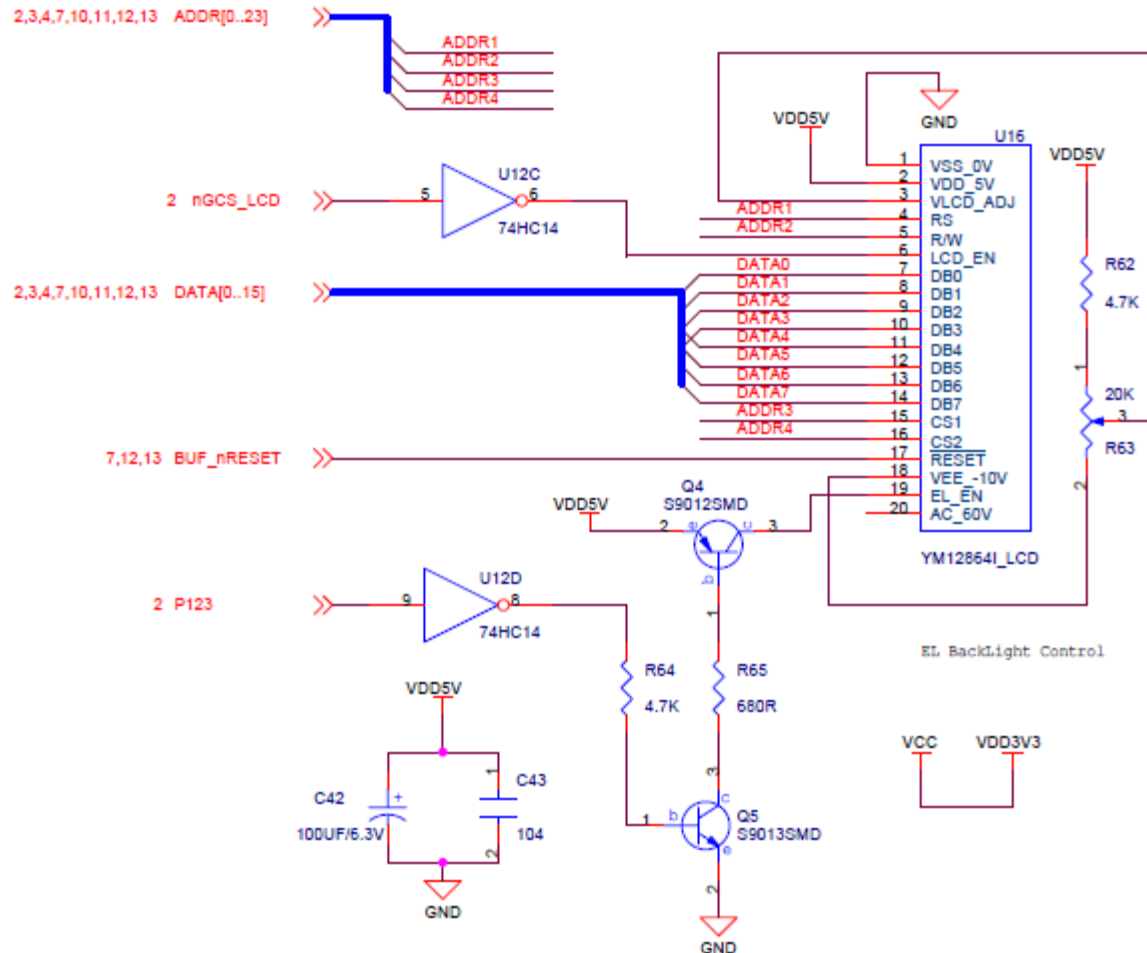 2,3,4,7,10,11,12,13 ADDR[0..23]
ADDR1
ADDR2
ADDR3
ADDR4
GND
VDD5V
U16
VDD5V
U12C
2 nGCS_LCD
5
6
74HC14
1 VSS_0V
2 VDD_5V
3 VLCD_ADJ
ADDR1 4 RS
ADDR2 5 R/W
6 LCD_EN
DATA0 7 DB0
DATA1 8 DB1
DATA2 9 DB2
DATA3 10 DB3
DATA4 11 DB4
DATA5 12 DB5
DATA6 13 DB6
DATA7 14 DB7
ADDR3 15 CS1
ADDR4 16 CS2
17 RESET
18 VEE_-10V
19 EL_EN
20 AC_60V
YM12864I_LCD
R62
4.7K
2,3,4,7,10,11,12,13 DATA[0..15]
1
20K
3
R63
2
7,12,13 BUF_nRESET
Q4
S9012SMD
VDD5V
2 e
c 3
b
1
U12D
2 P123
9
8
74HC14
EL BackLight Control
R64
4.7K
R65
680R
VDD5V
VCC
VDD3V3
C42
+
100UF/6.3V
1
C43
104
2
GND
3
c
1 b
Q5
S9013SMD
e
2
GND